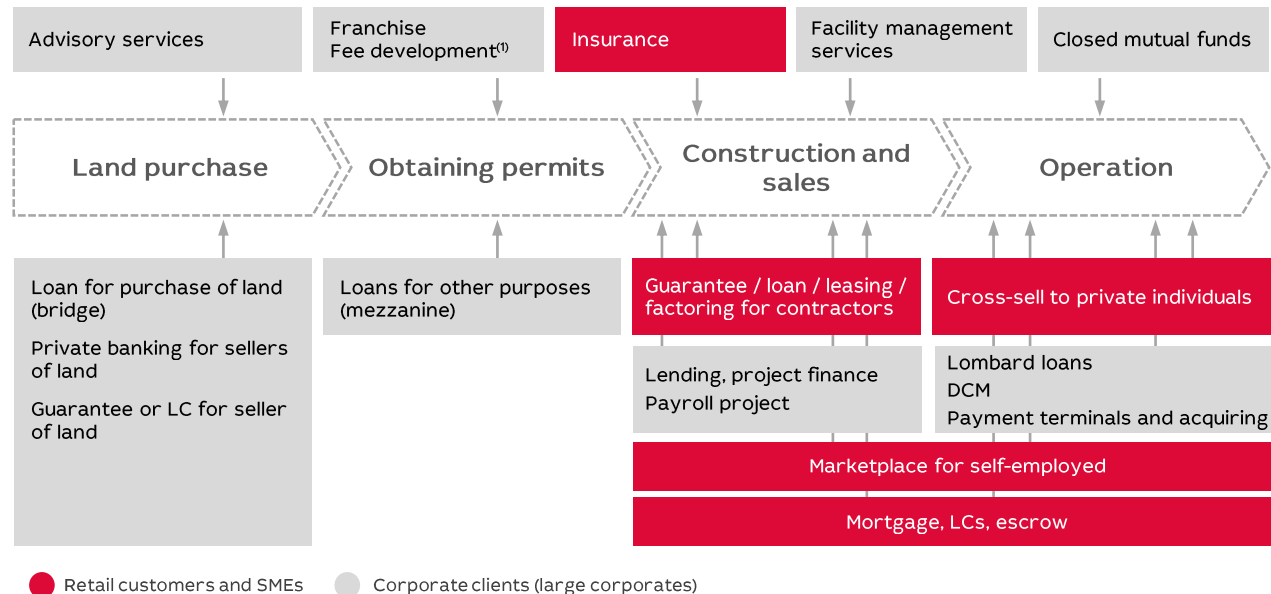 Advisory services
Franchise
Fee development(1)
Insurance
Facility management
services
Closed mutual funds
Land purchase
Obtaining permits
Construction and
sales
Operation
Loan for purchase of land
(bridge)
Private banking for sellers
of land
Guarantee or LC for seller
of land
Loans for other purposes
(mezzanine)
Guarantee / loan / leasing /
factoring for contractors
Lending, project finance
Payroll project
Cross-sell to private individuals
Lombard loans
DCM
Payment terminals and acquiring
Marketplace for self-employed
Mortgage, LCs, escrow
Retail customers and SMEs
Corporate clients (large corporates)